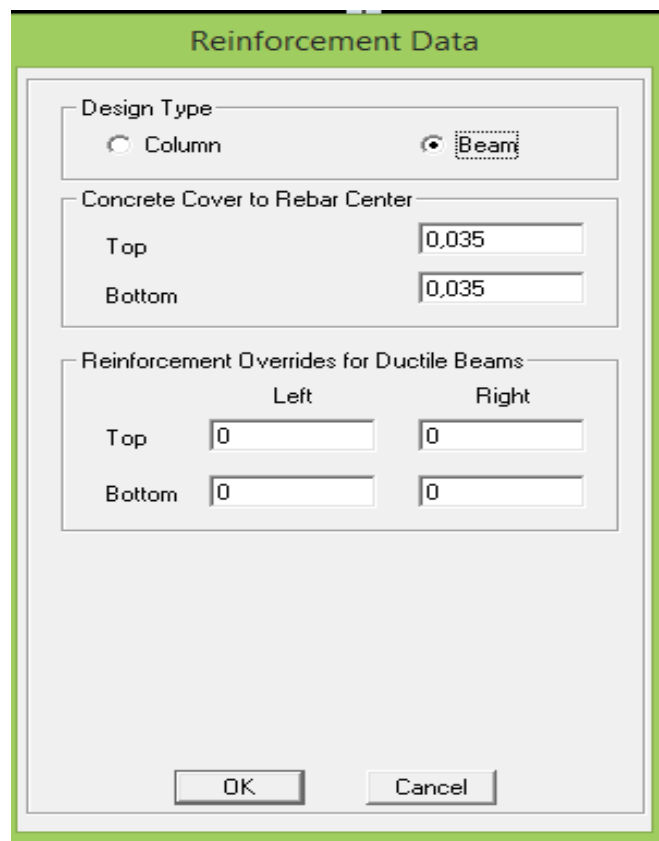 Reinforcement Data
Design Type
Column Beam
Concrete Cover to Rebar Center
Top 0,035
Bottom 0,035
Reinforcement Overrides for Ductile Beams
Left Right
Top 0 0
Bottom 0 0
OK Cancel